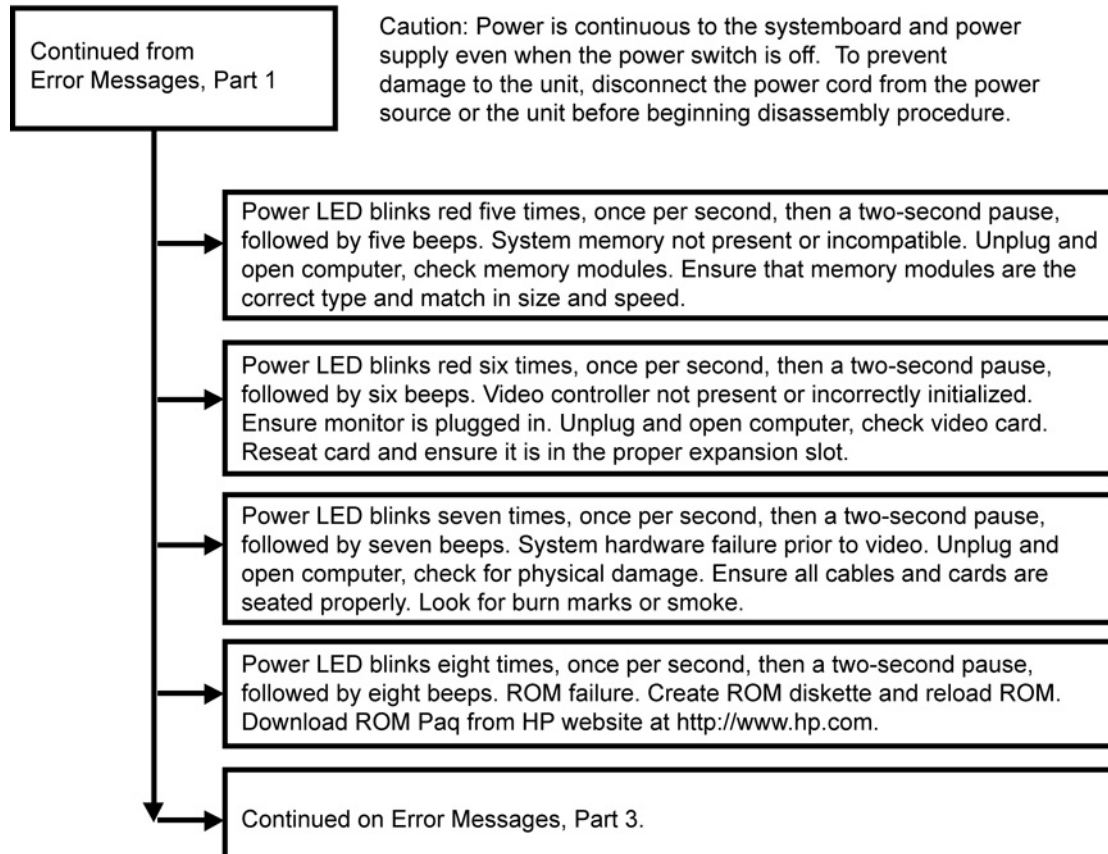 Continued from
Error Messages, Part 1
Caution: Power is continuous to the systemboard and power
supply even when the power switch is off. To prevent
damage to the unit, disconnect the power cord from the power
source or the unit before beginning disassembly procedure.
Power LED blinks red five times, once per second, then a two-second pause,
followed by five beeps. System memory not present or incompatible. Unplug and
open computer, check memory modules. Ensure that memory modules are the
correct type and match in size and speed.
Power LED blinks red six times, once per second, then a two-second pause,
followed by six beeps. Video controller not present or incorrectly initialized.
Ensure monitor is plugged in. Unplug and open computer, check video card.
Reseat card and ensure it is in the proper expansion slot.
Power LED blinks seven times, once per second, then a two-second pause,
followed by seven beeps. System hardware failure prior to video. Unplug and
open computer, check for physical damage. Ensure all cables and cards are
seated properly. Look for burn marks or smoke.
Power LED blinks eight times, once per second, then a two-second pause,
followed by eight beeps. ROM failure. Create ROM diskette and reload ROM.
Download ROM Paq from HP website at http://www.hp.com.
Continued on Error Messages, Part 3.